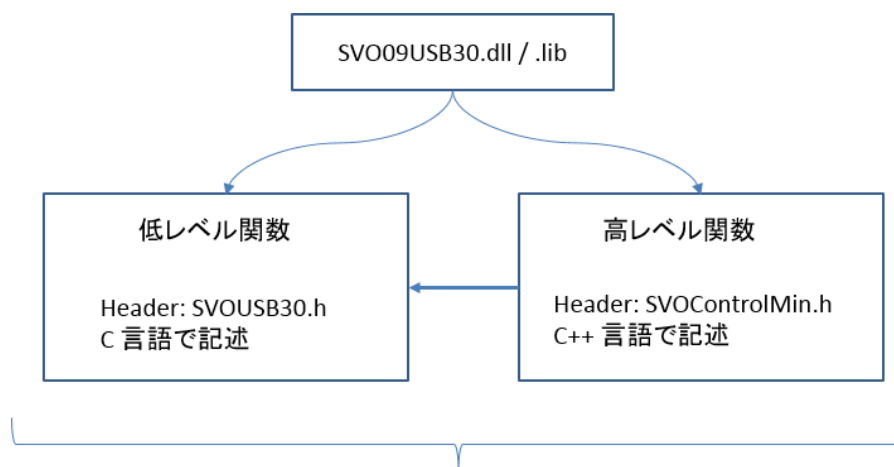 SVO09USB30.dll / .lib
低レベル関数
Header: SVOUSB30.h
C 言語で記述
高レベル関数
Header: SVOControlMin.h
C++ 言語で記述